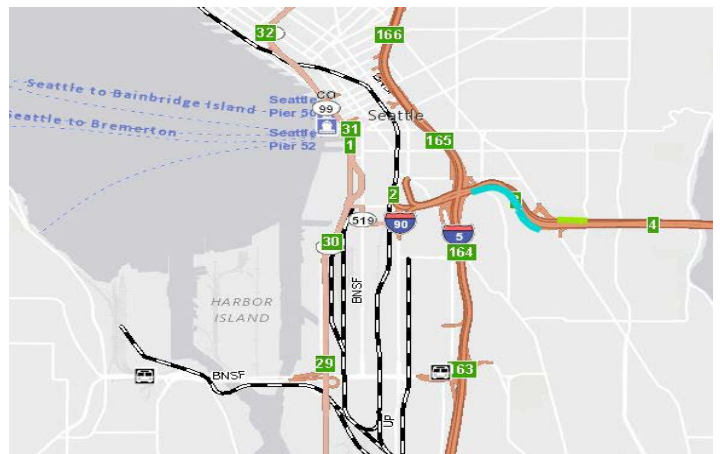 32
166
BNSF
Seattle to Bainbridge Island
Seattle
Pier 50
CO
99
Seattle
Seattle to Bremerton
Seattle
Pier 52
31
1
165
2
519
90
5
4
30
164
BNSF
HARBOR
ISLAND
29
BNSF
63
UP